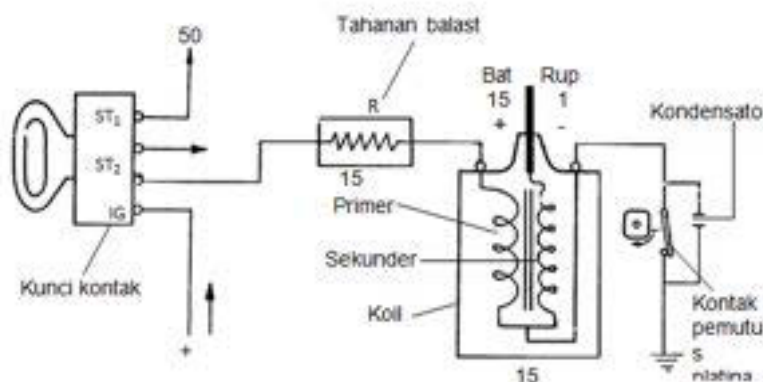 50
Tahanan balast
R
15
Bat Rup
15 1
+ -
Kondensato
ST1
ST2
IG
Primer
Sekunder
Koil
Kunci kontak
+
15
Kontak
pemutu
s
platina